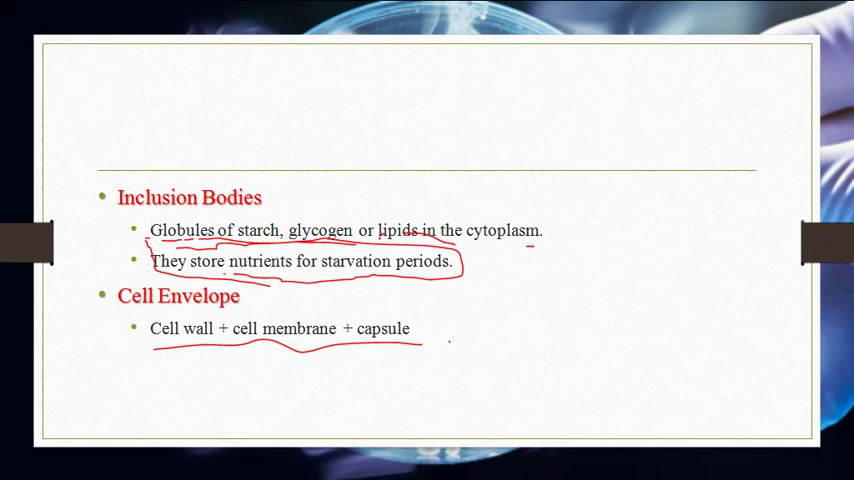 Inclusion Bodies
Globules of starch, glycogen or lipids in the cytoplasm.
They store nutrients for starvation periods.
Cell Envelope
Cell wall + cell membrane + capsule